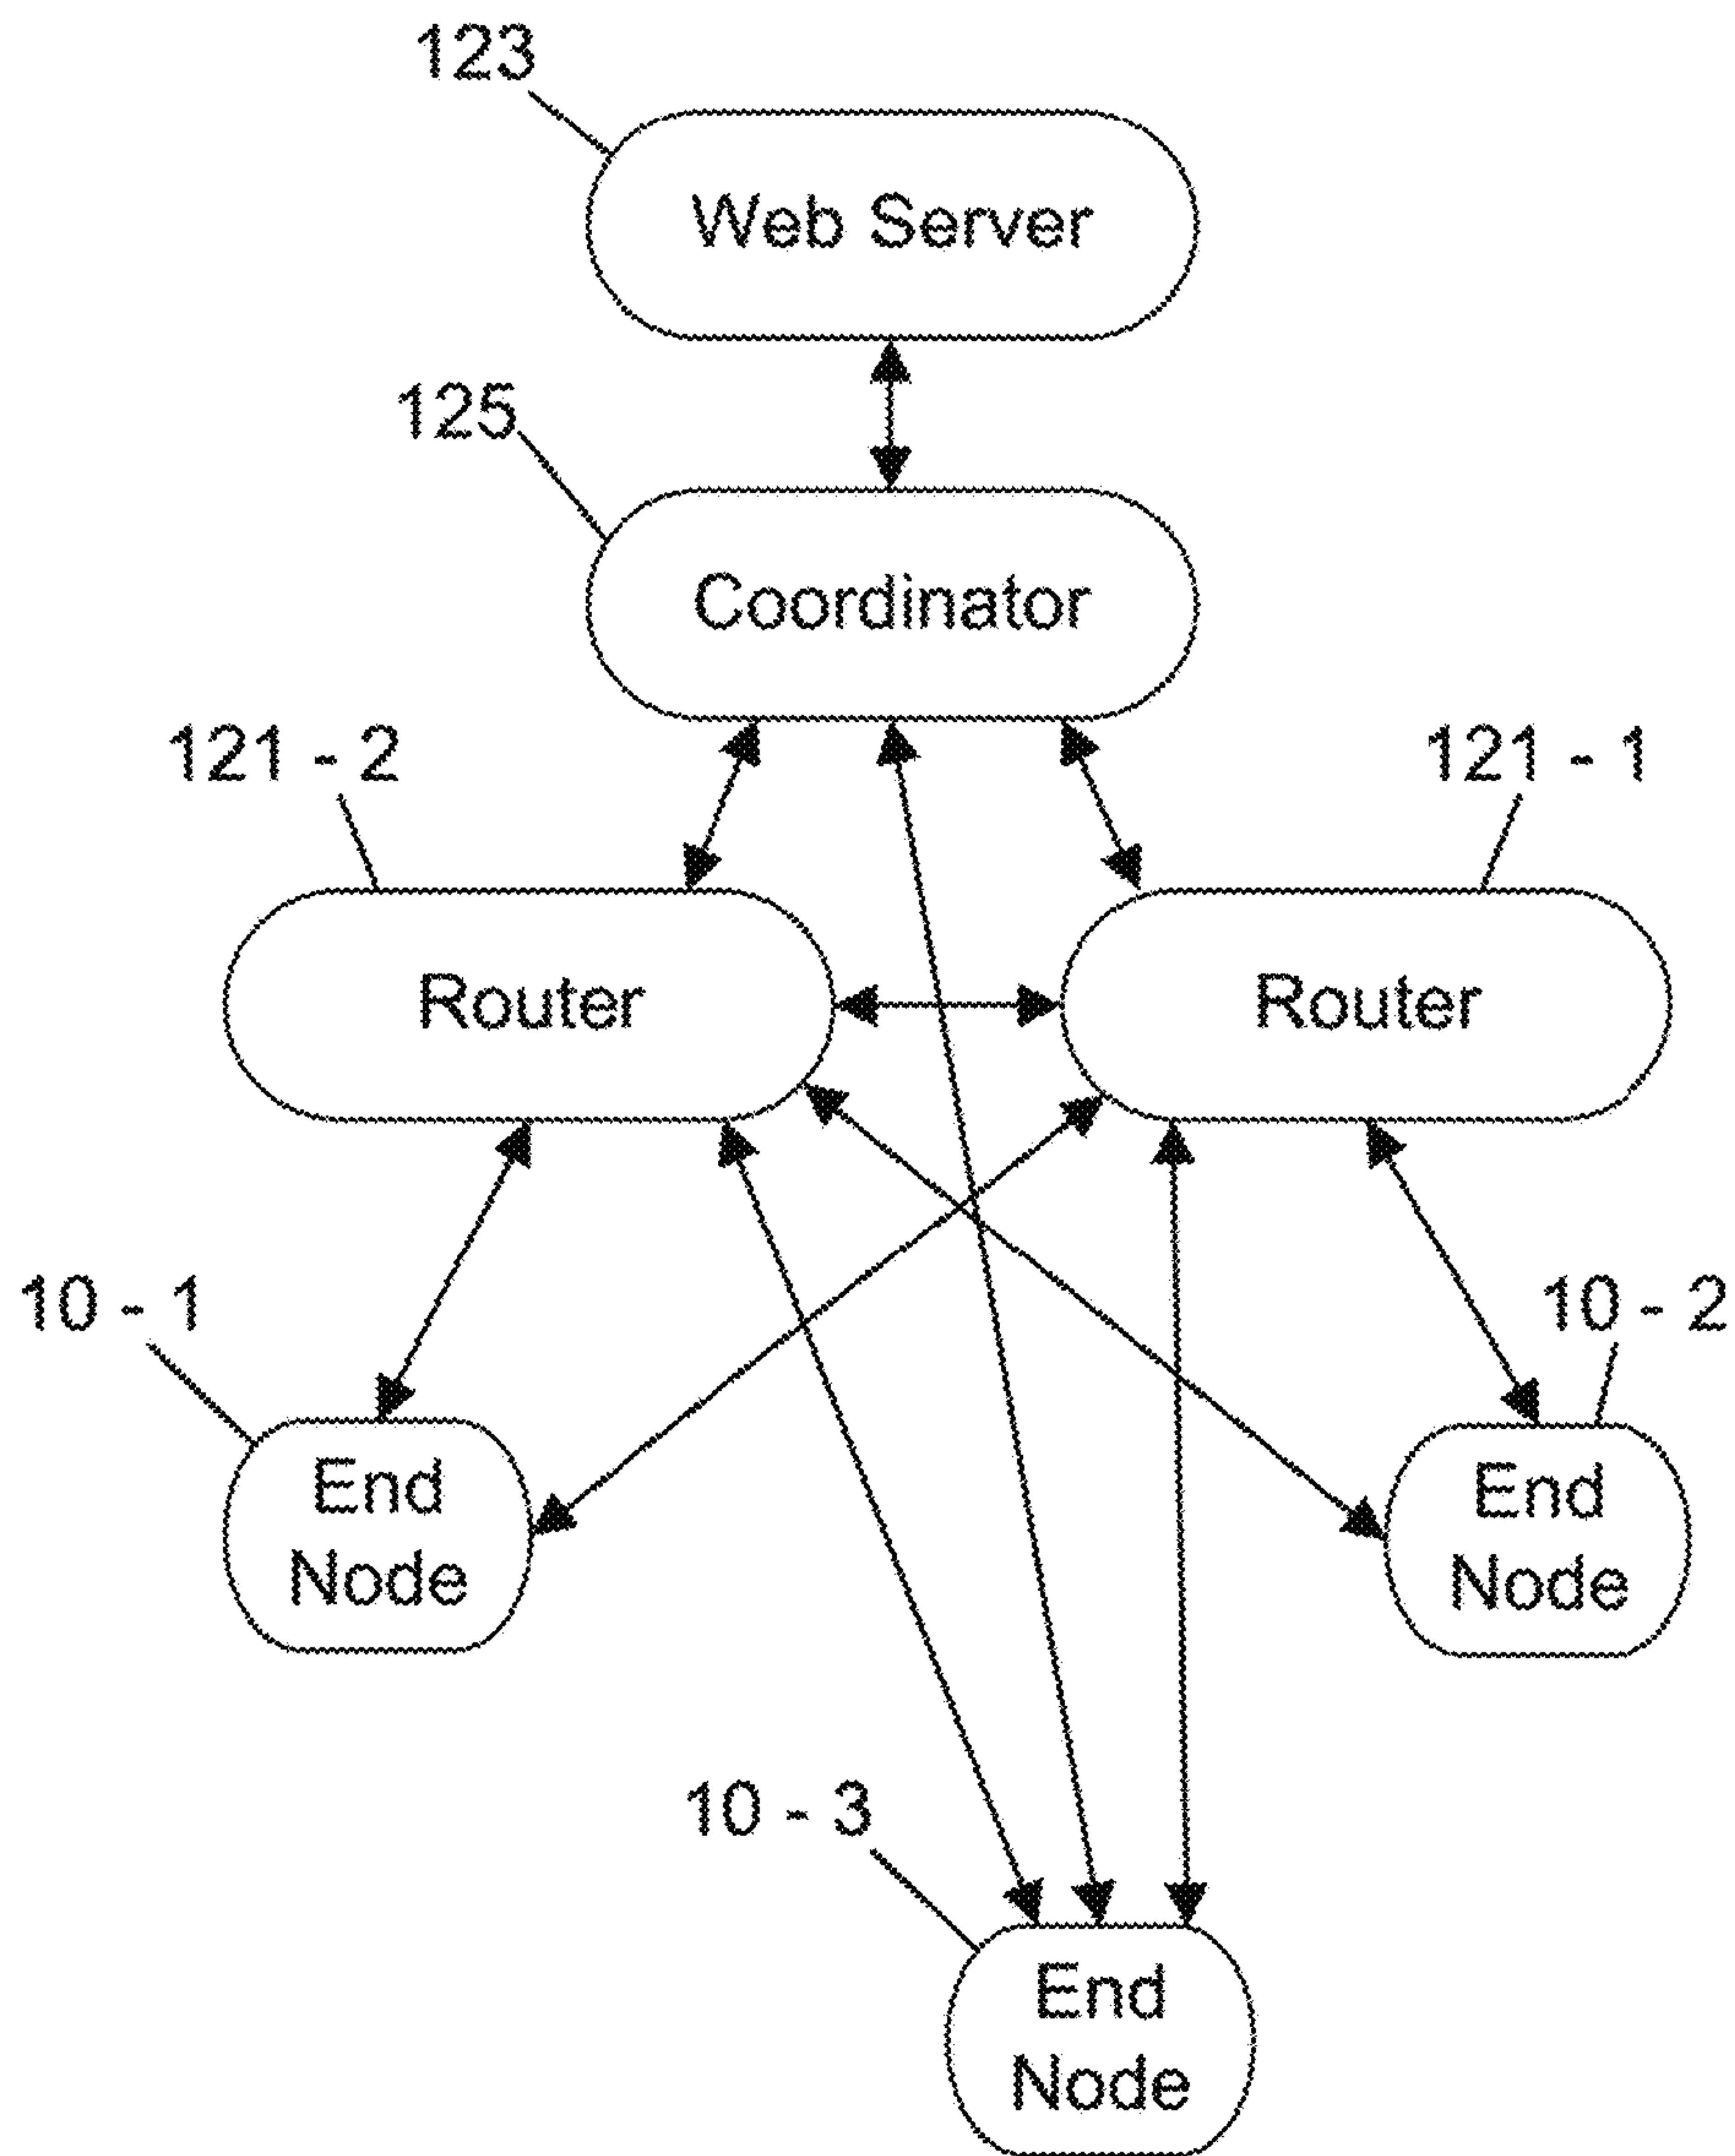 123
Web Server
125
Coordinator
121 - 2
121 - 1
Router
Router
10 - 1
10 - 2
End
Node
End
Node
10 - 3
End
Node